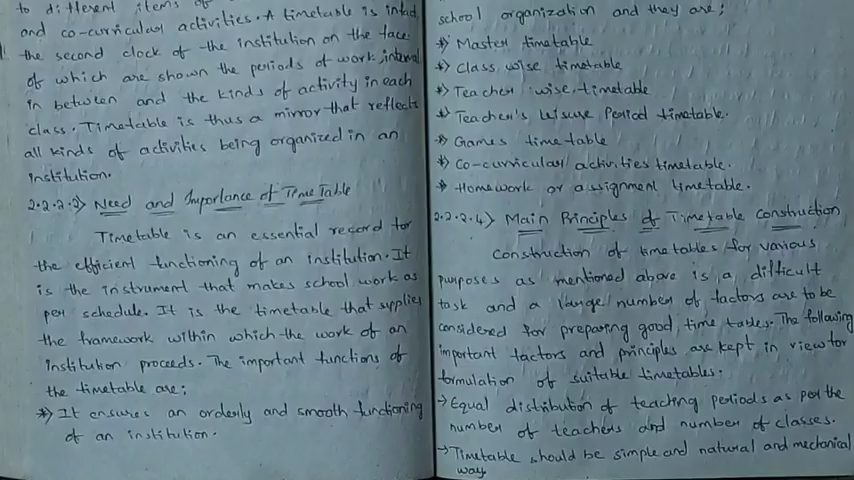 to different items of
and co-curricular activities. A timetable is infact
the second clock of the institution on the face
of which are shown the periods of work, interval
in between and the kinds of activity in each
class. Timetable is thus a mirror that reflects
all kinds of activities being organized in an
institution.
2.2.2.3) Need and Importance of Time Table
Timetable is an essential record for
the efficient functioning of an institution. It
is the instrument that makes school work as
per schedule. It is the timetable that supplies
the framework within which the work of an
institution proceeds. The important functions of
the timetable are;
*) It ensures an orderly and smooth functioning
of an institution.
school organization and they are;
*) Master timetable
*) Class wise timetable
*) Teacher wise timetable
*) Teacher's leisure Period timetable.
*) Games timetable
*) Co-curricular activities timetable.
*) Homework or assignment timetable.
2.2.2.4) Main Principles of Timetable Construction
Construction of timetables for various
purposes as mentioned above is a difficult
task and a large number of factors are to be
considered for preparing good time tables. The following
important factors and principles are kept in view for
formulation of suitable timetables.
→ Equal distribution of teaching periods as per the
number of teachers and number of classes.
→ Timetable should be simple and natural and mechanical
way